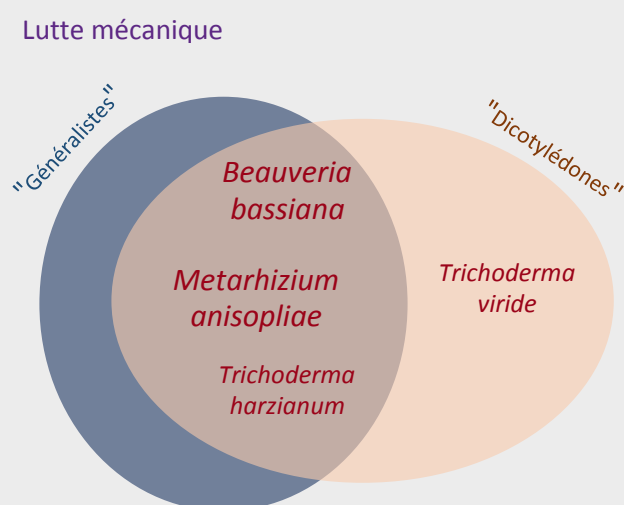 Lutte mécanique
"Généralistes"
"Dicotylédones"
Beauveria
bassiana
Metarhizium
anisopliae
Trichoderma
viride
Trichoderma
harzianum